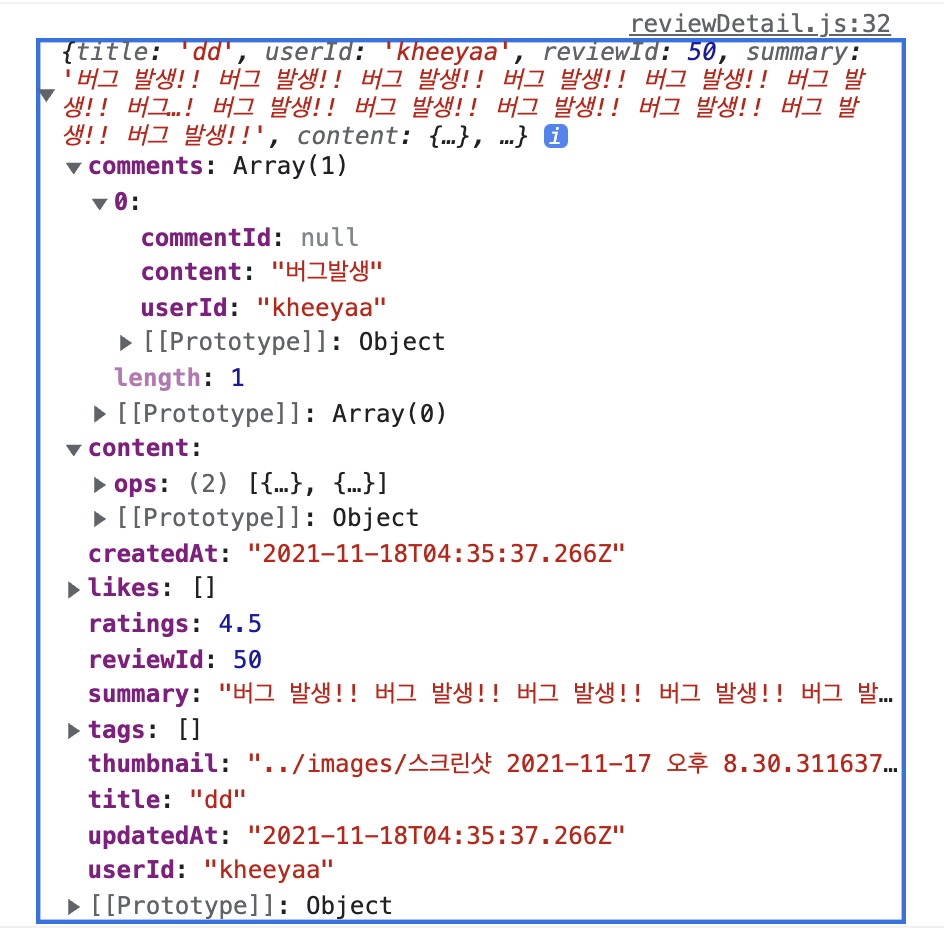 reviewDetail.js:32
{title: 'dd', userId: 'kheeyaa', reviewId: 50, summary:
'버그 발생!! 버그 발생!! 버그 발생!! 버그 발생!! 버그 발생!! 버그 발
생!! 버그…! 버그 발생!! 버그 발생!! 버그 발생!! 버그 발생!! 버그 발
생!! 버그 발생!!', content: {…}, …} i
▼ comments: Array(1)
▼ 0:
commentId: null
content: "버그발생"
userId: "kheeyaa"
▶ [[Prototype]]: Object
length: 1
▶ [[Prototype]]: Array(0)
▼ content:
▶ ops: (2) [{…}, {…}]
▶ [[Prototype]]: Object
createdAt: "2021-11-18T04:35:37.266Z"
▶ likes: []
ratings: 4.5
reviewId: 50
summary: "버그 발생!! 버그 발생!! 버그 발생!! 버그 발생!! 버그 발…
▶ tags: []
thumbnail: "../images/스크린샷 2021-11-17 오후 8.30.311637…
title: "dd"
updatedAt: "2021-11-18T04:35:37.266Z"
userId: "kheeyaa"
▶ [[Prototype]]: Object